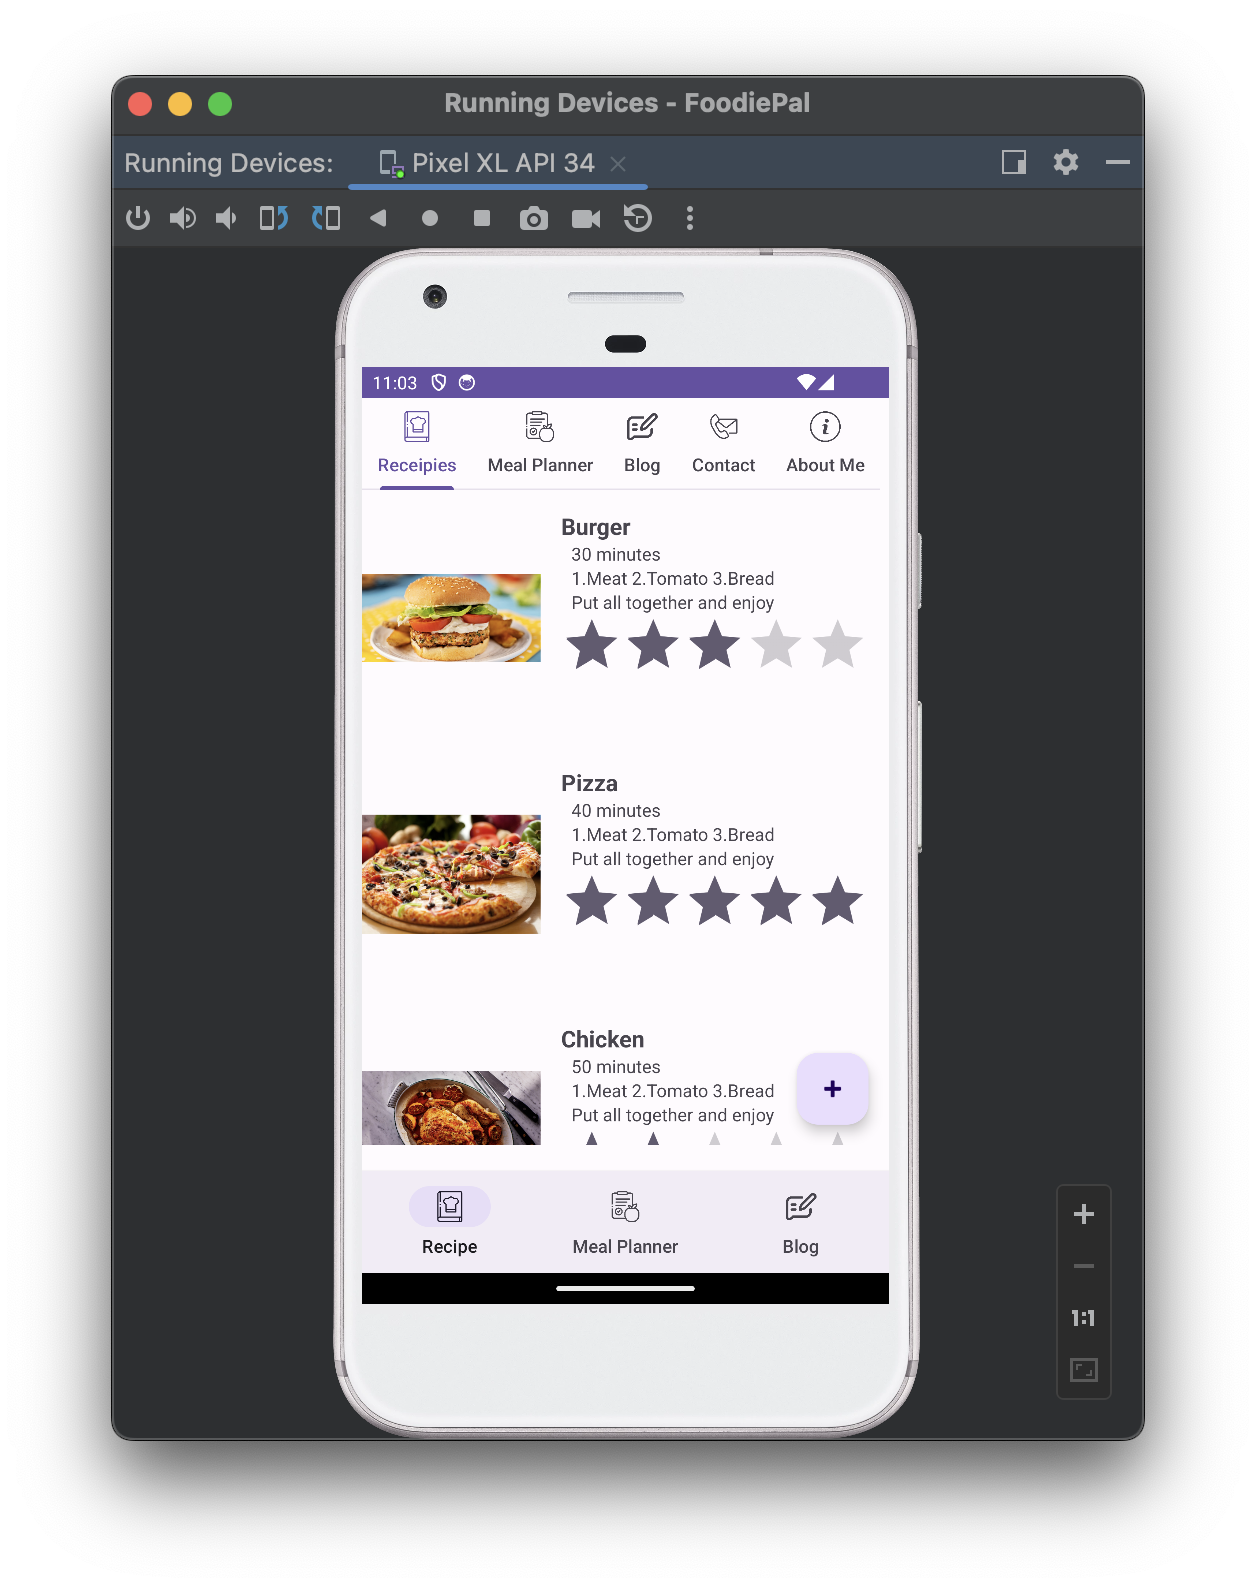 Running Devices - FoodiePal
Running Devices: Pixel XL API 34
11:03
Receipies Meal Planner Blog Contact About Me
Burger
30 minutes
1.Meat 2.Tomato 3.Bread
Put all together and enjoy
Pizza
40 minutes
1.Meat 2.Tomato 3.Bread
Put all together and enjoy
Chicken
50 minutes
1.Meat 2.Tomato 3.Bread
Put all together and enjoy
+
Recipe Meal Planner Blog
1:1